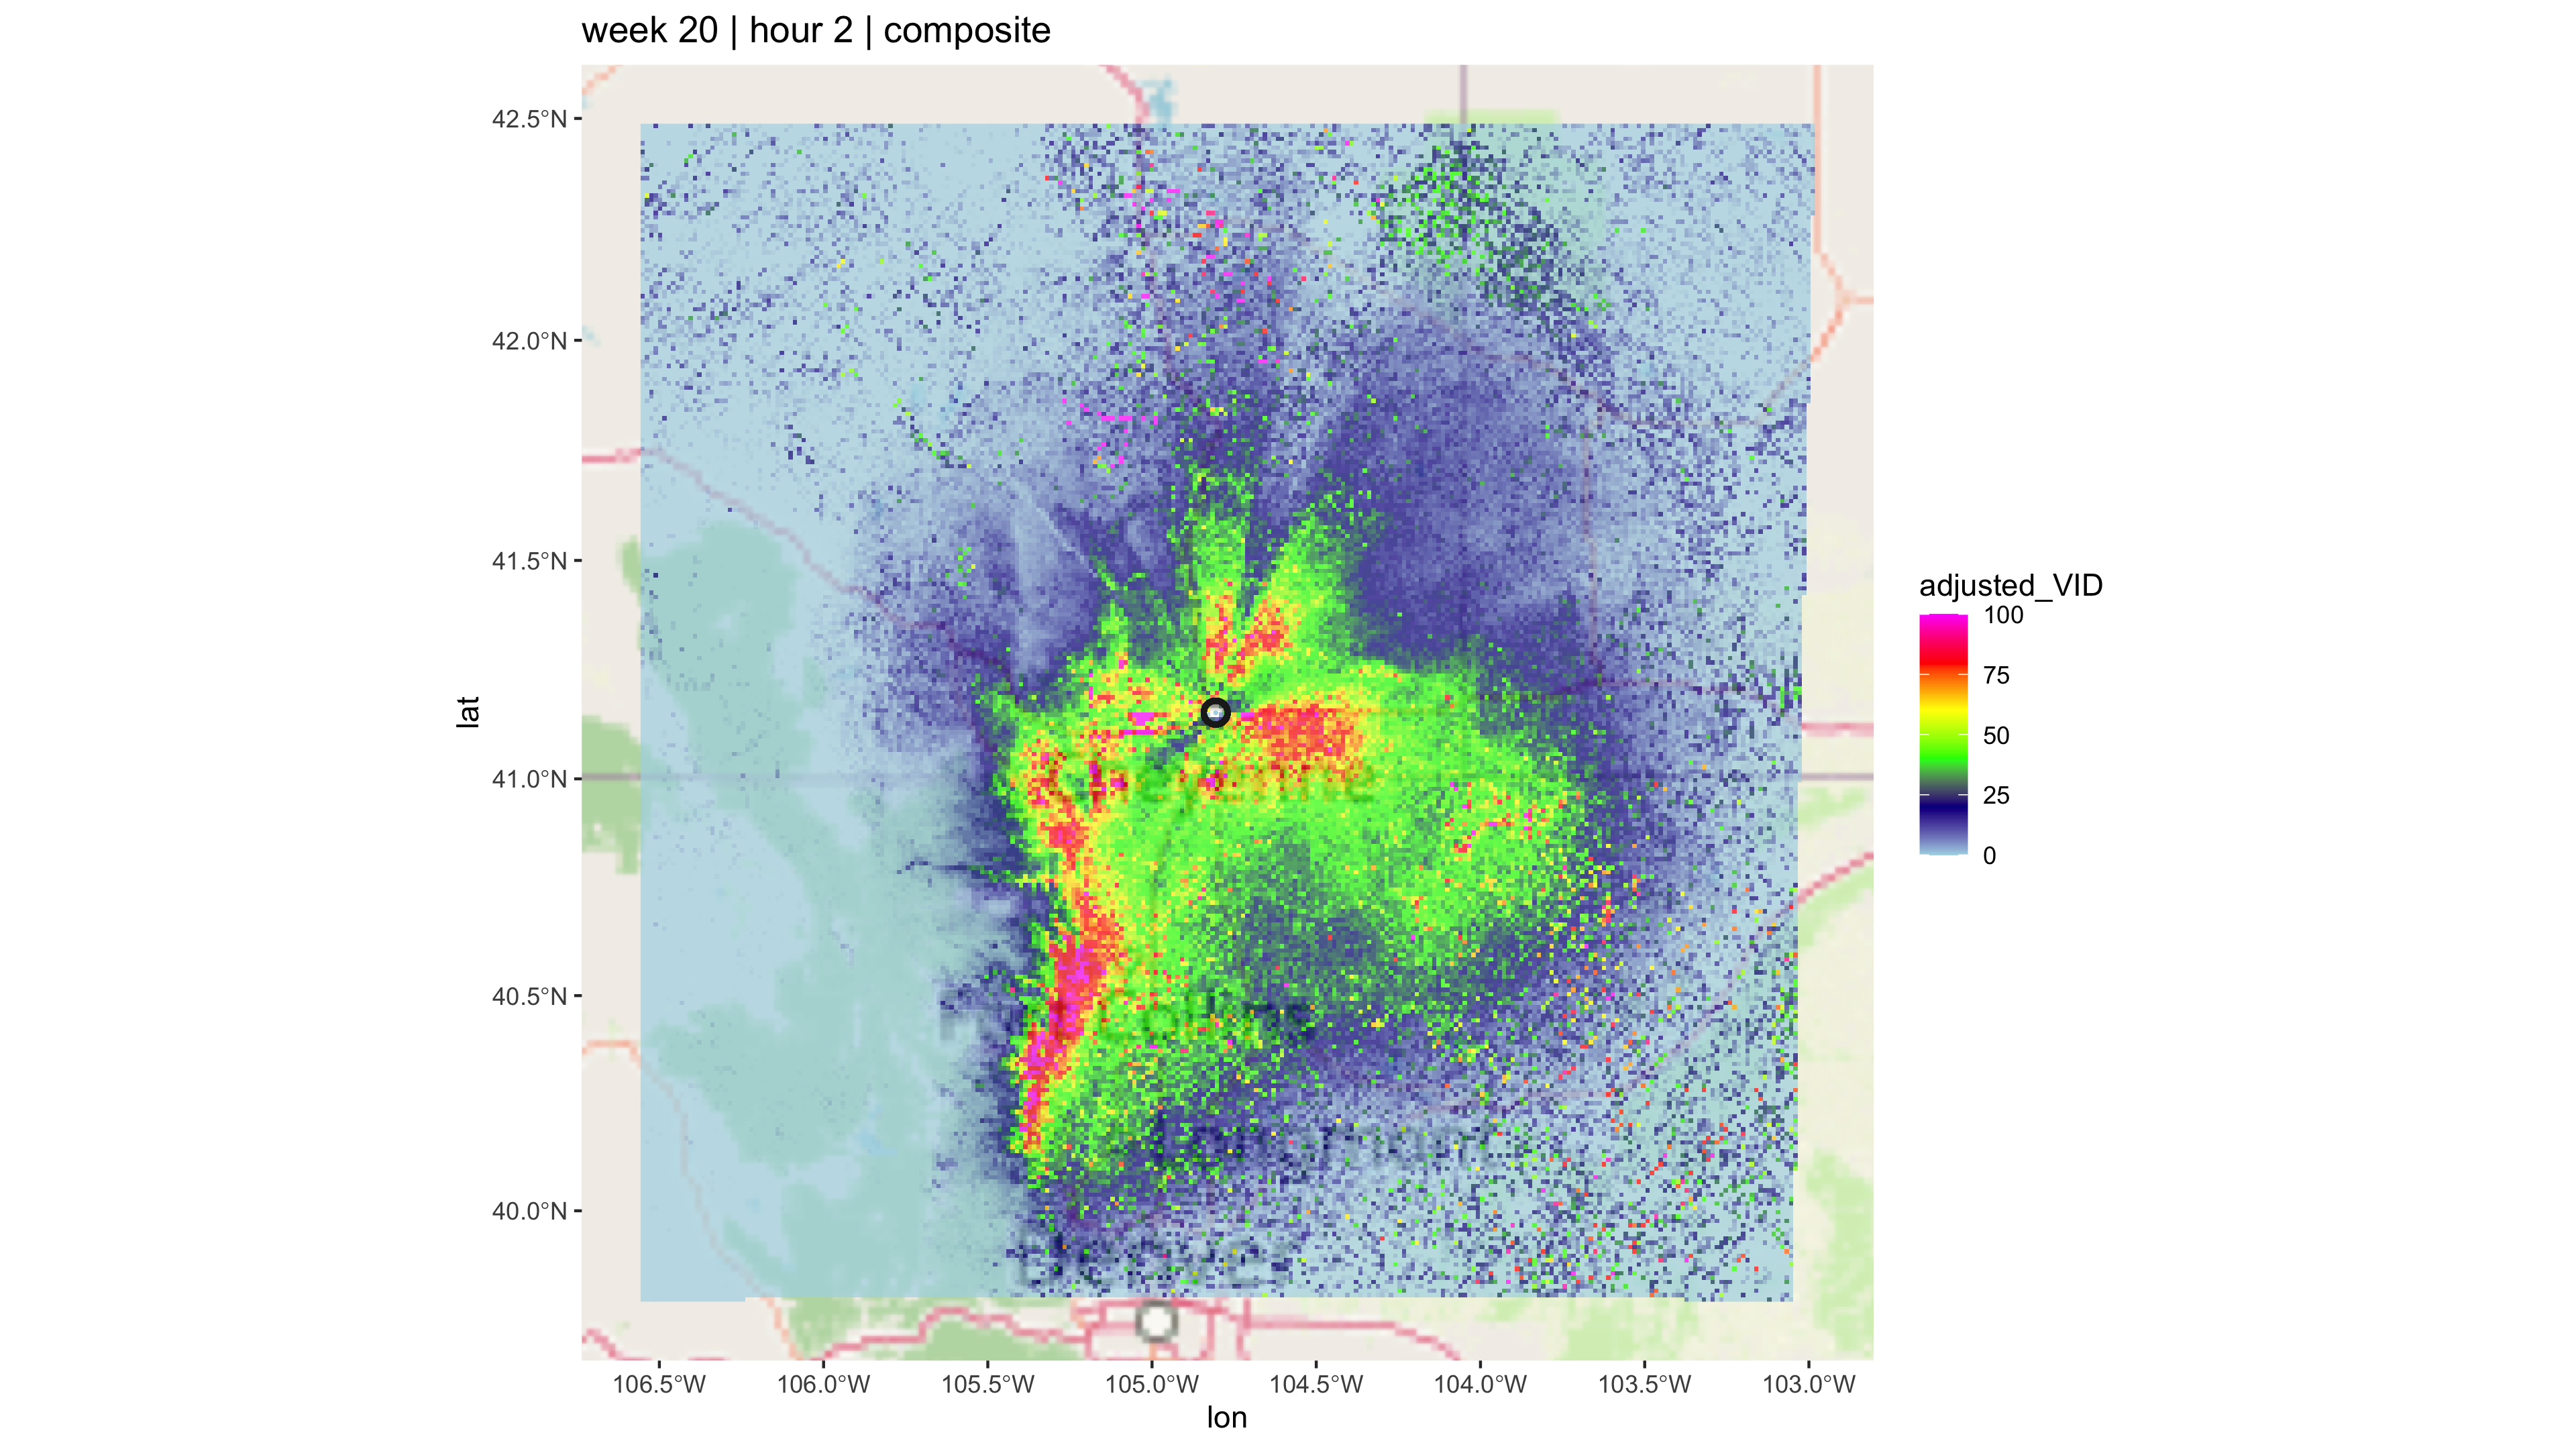 week 20 | hour 2 | composite
42.5°N
42.0°N
41.5°N
41.0°N
40.5°N
40.0°N
lat
106.5°W
106.0°W
105.5°W
105.0°W
104.5°W
104.0°W
103.5°W
103.0°W
lon
adjusted_VID
100
75
50
25
0
Cheyenne
Fort Collins
Denver